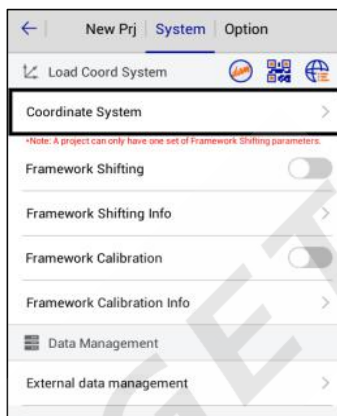 New Prj System Option
Load Coord System
Coordinate System
*Note: A project can only have one set of Framework Shifting parameters.
Framework Shifting
Framework Shifting Info
Framework Calibration
Framework Calibration Info
Data Management
External data management